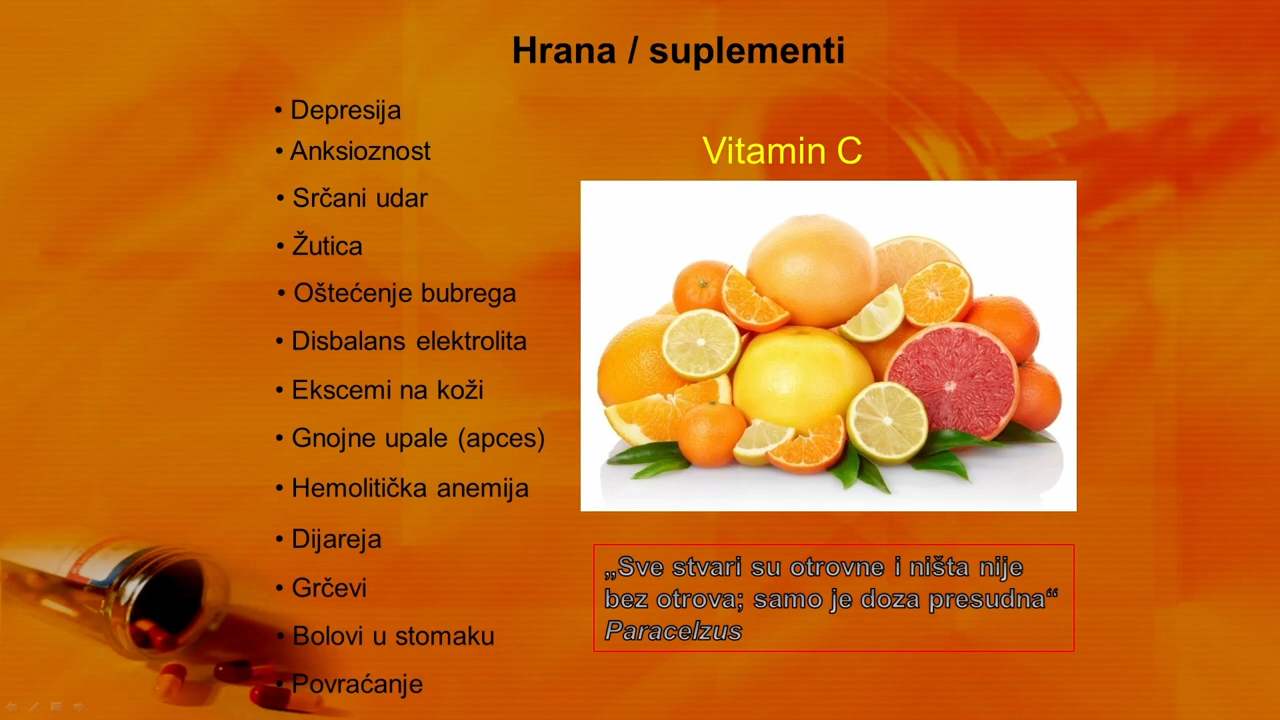 Hrana / suplementi
• Depresija
• Anksioznost
• Srčani udar
• Žutica
• Oštećenje bubrega
• Disbalans elektrolita
• Ekscemi na koži
• Gnojne upale (apces)
• Hemolitička anemija
• Dijareja
• Grčevi
• Bolovi u stomaku
• Povraćanje
Vitamin C
„Sve stvari su otrovne i ništa nije
bez otrova; samo je doza presudna“
Paracelzus